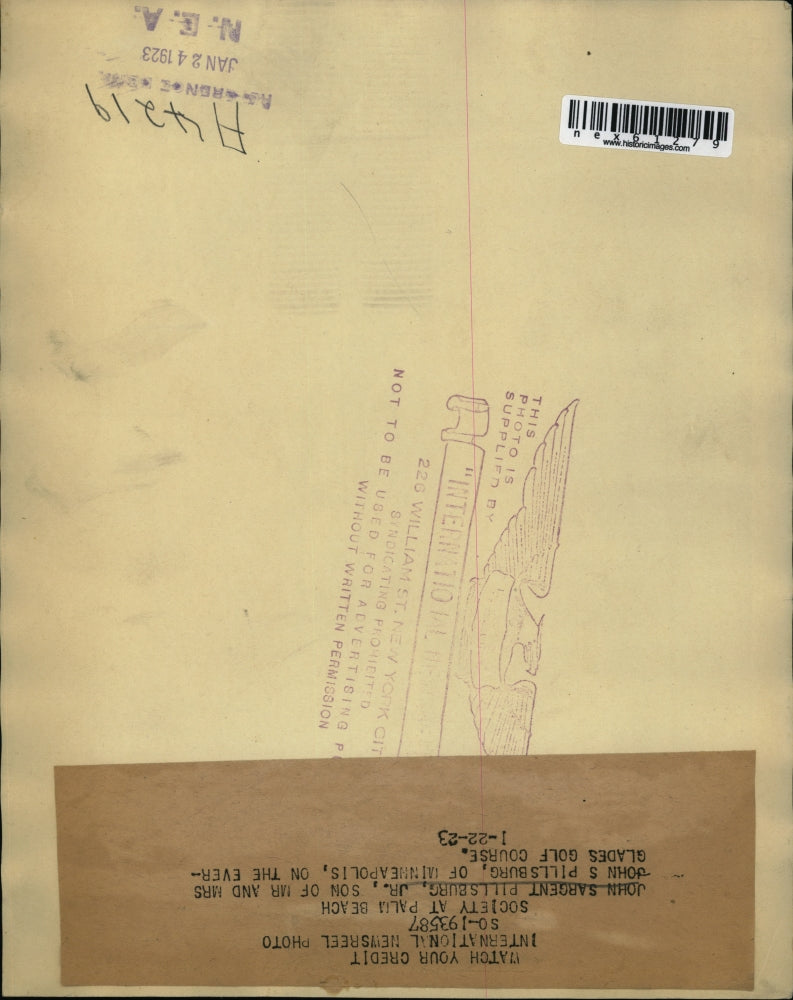 N. E. A.
JAN 24 1923
H4219
nex61279
www.historicimages.com
THIS
PHOTO IS
SUPPLIED BY
"INTERNATIONAL
226 WILLIAM ST. NEW YORK CIT
SYNDICATING PROHIBITED
NOT TO BE USED FOR ADVERTISING P
WITHOUT WRITTEN PERMISSION
WATCH YOUR CREDIT
INTERNATIONAL NEWSREEL PHOTO
SO-193587
SOCIETY AT PALM BEACH
JOHN SARGENT PILLSBURG, JR., SON OF MR AND MRS
JOHN S PILLSBURG, OF MINNEAPOLIS, ON THE EVER-
GLADES GOLF COURSE.
1-22-23